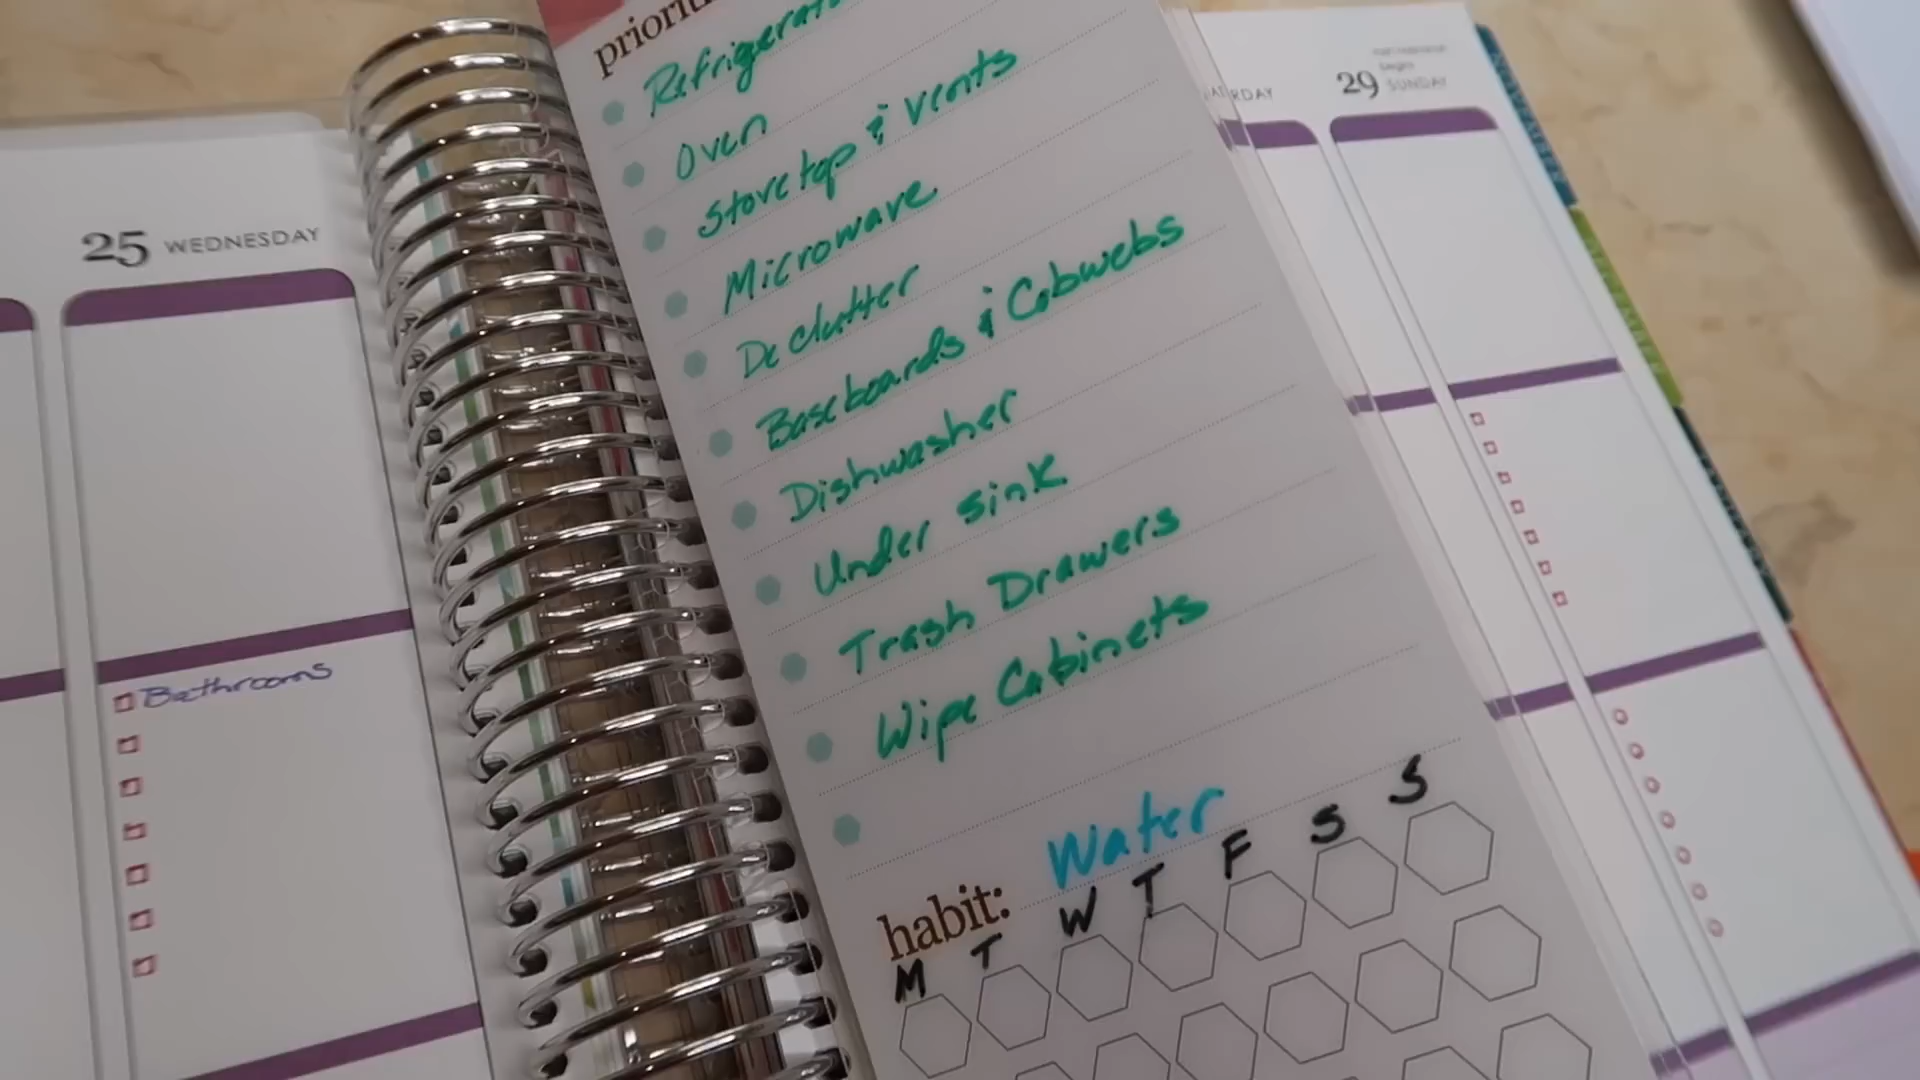 25 WEDNESDAY
Bathrooms
Refrigerat
Oven
Stovetop & vents
Microwave
Declutter
Baseboards & Cobwebs
Dishwasher
Under sink
Trash Drawers
Wipe Cabinets
Water
habit:
M T W T F S S
29 SUNDAY